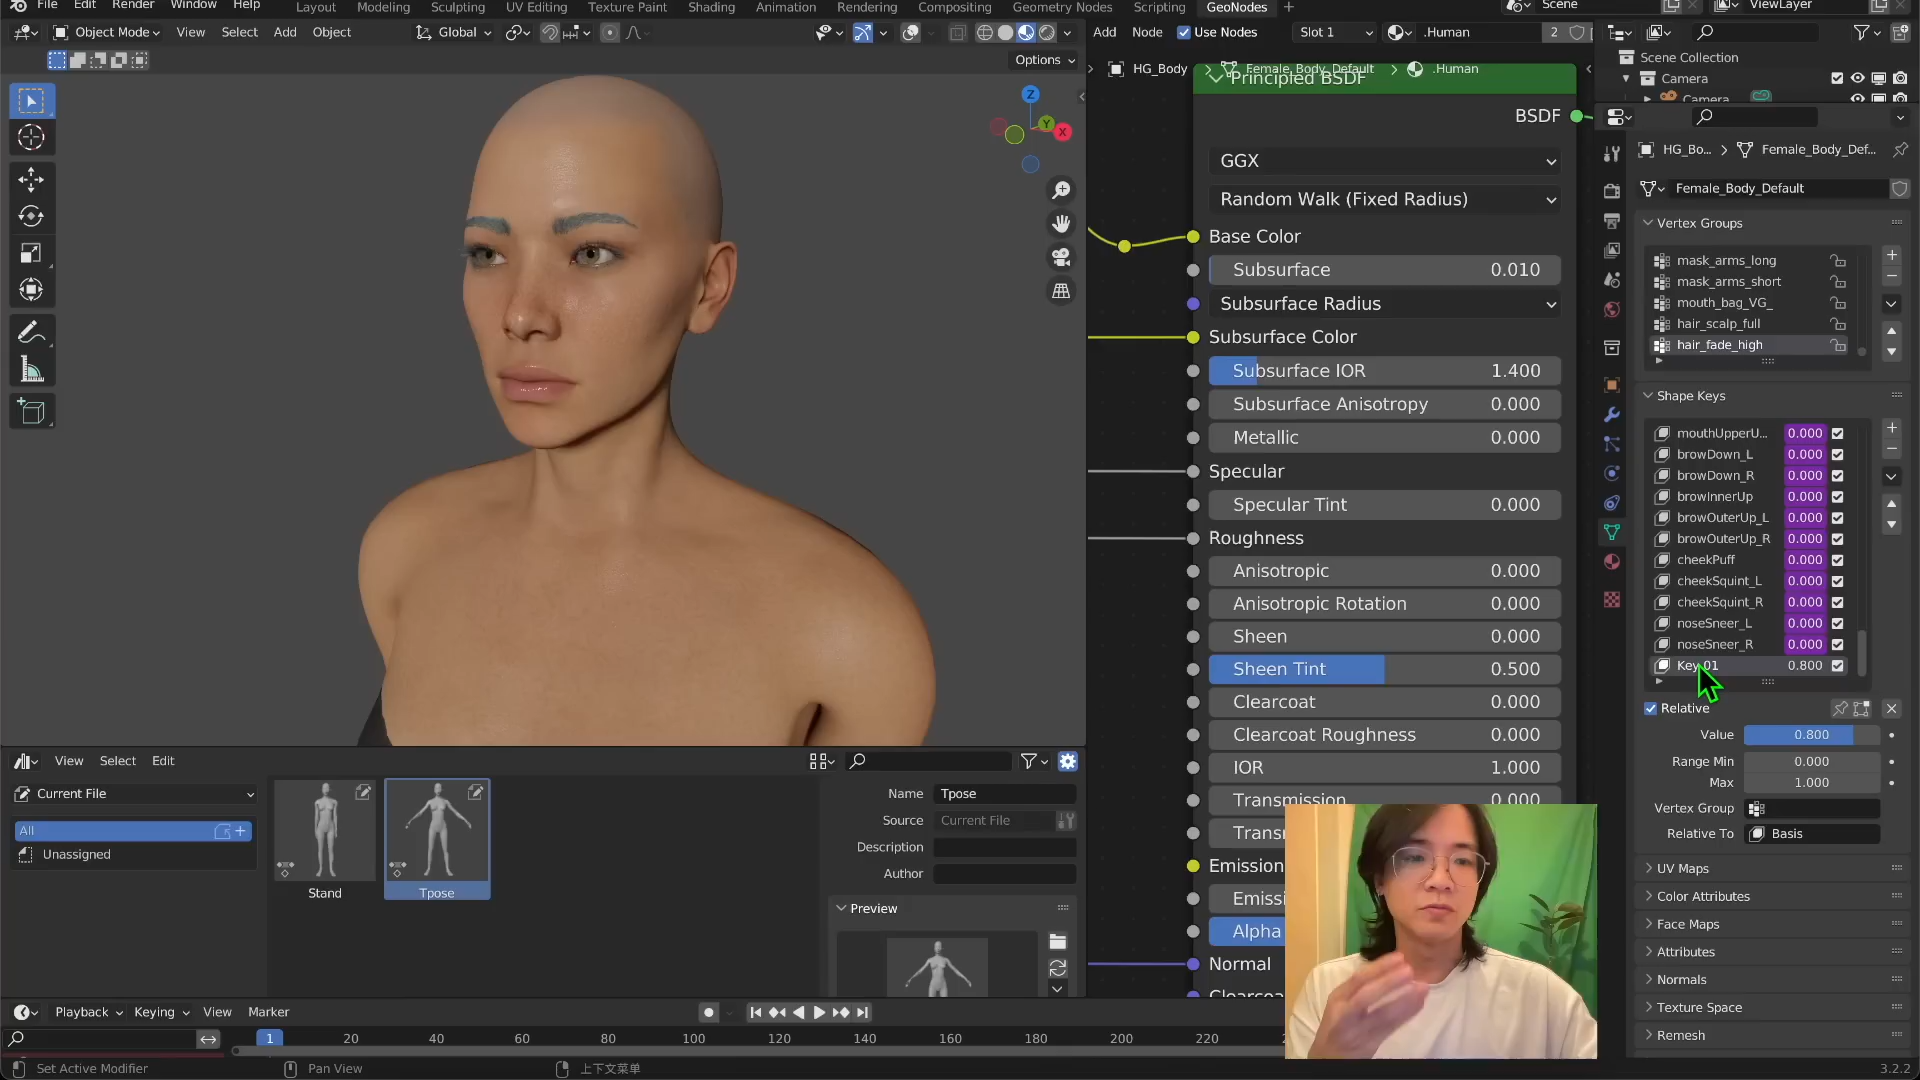 File Edit Render Window Help
Layout Modeling Sculpting UV Editing Texture Paint Shading Animation Rendering Compositing Geometry Nodes Scripting GeoNodes
Scene ViewLayer
Object Mode View Select Add Object Global
Add Node Use Nodes Slot 1 .Human 2
Options
HG_Body Female_Body_Default .Human
Principled BSDF
BSDF
GGX
Random Walk (Fixed Radius)
Base Color
Subsurface 0.010
Subsurface Radius
Subsurface Color
Subsurface IOR 1.400
Subsurface Anisotropy 0.000
Metallic 0.000
Specular
Specular Tint 0.000
Roughness
Anisotropic 0.000
Anisotropic Rotation 0.000
Sheen 0.000
Sheen Tint 0.500
Clearcoat 0.000
Clearcoat Roughness 0.000
IOR 1.000
Transmission 0.000
Trans
Emission
Emissi
Alpha
Normal
Clearcoa
Z
Y
X
Scene Collection
Camera
Camera
HG_Bo... Female_Body_Def...
Female_Body_Default
Vertex Groups
mask_arms_long
mask_arms_short
mouth_bag_VG_
hair_scalp_full
hair_fade_high
Shape Keys
mouthUpperU... 0.000
browDown_L 0.000
browDown_R 0.000
browInnerUp 0.000
browOuterUp_L 0.000
browOuterUp_R 0.000
cheekPuff 0.000
cheekSquint_L 0.000
cheekSquint_R 0.000
noseSneer_L 0.000
noseSneer_R 0.000
Key.01 0.800
Relative
Value 0.800
Range Min 0.000
Max 1.000
Vertex Group
Relative To Basis
UV Maps
Color Attributes
Face Maps
Attributes
Normals
Texture Space
Remesh
View Select Edit
Current File
All
Unassigned
Stand
Tpose
Name Tpose
Source Current File
Description
Author
Preview
Playback Keying View Marker
1 20 40 60 80 100 120 140 160 180 200 220
Set Active Modifier Pan View 上下文菜单 3.2.2